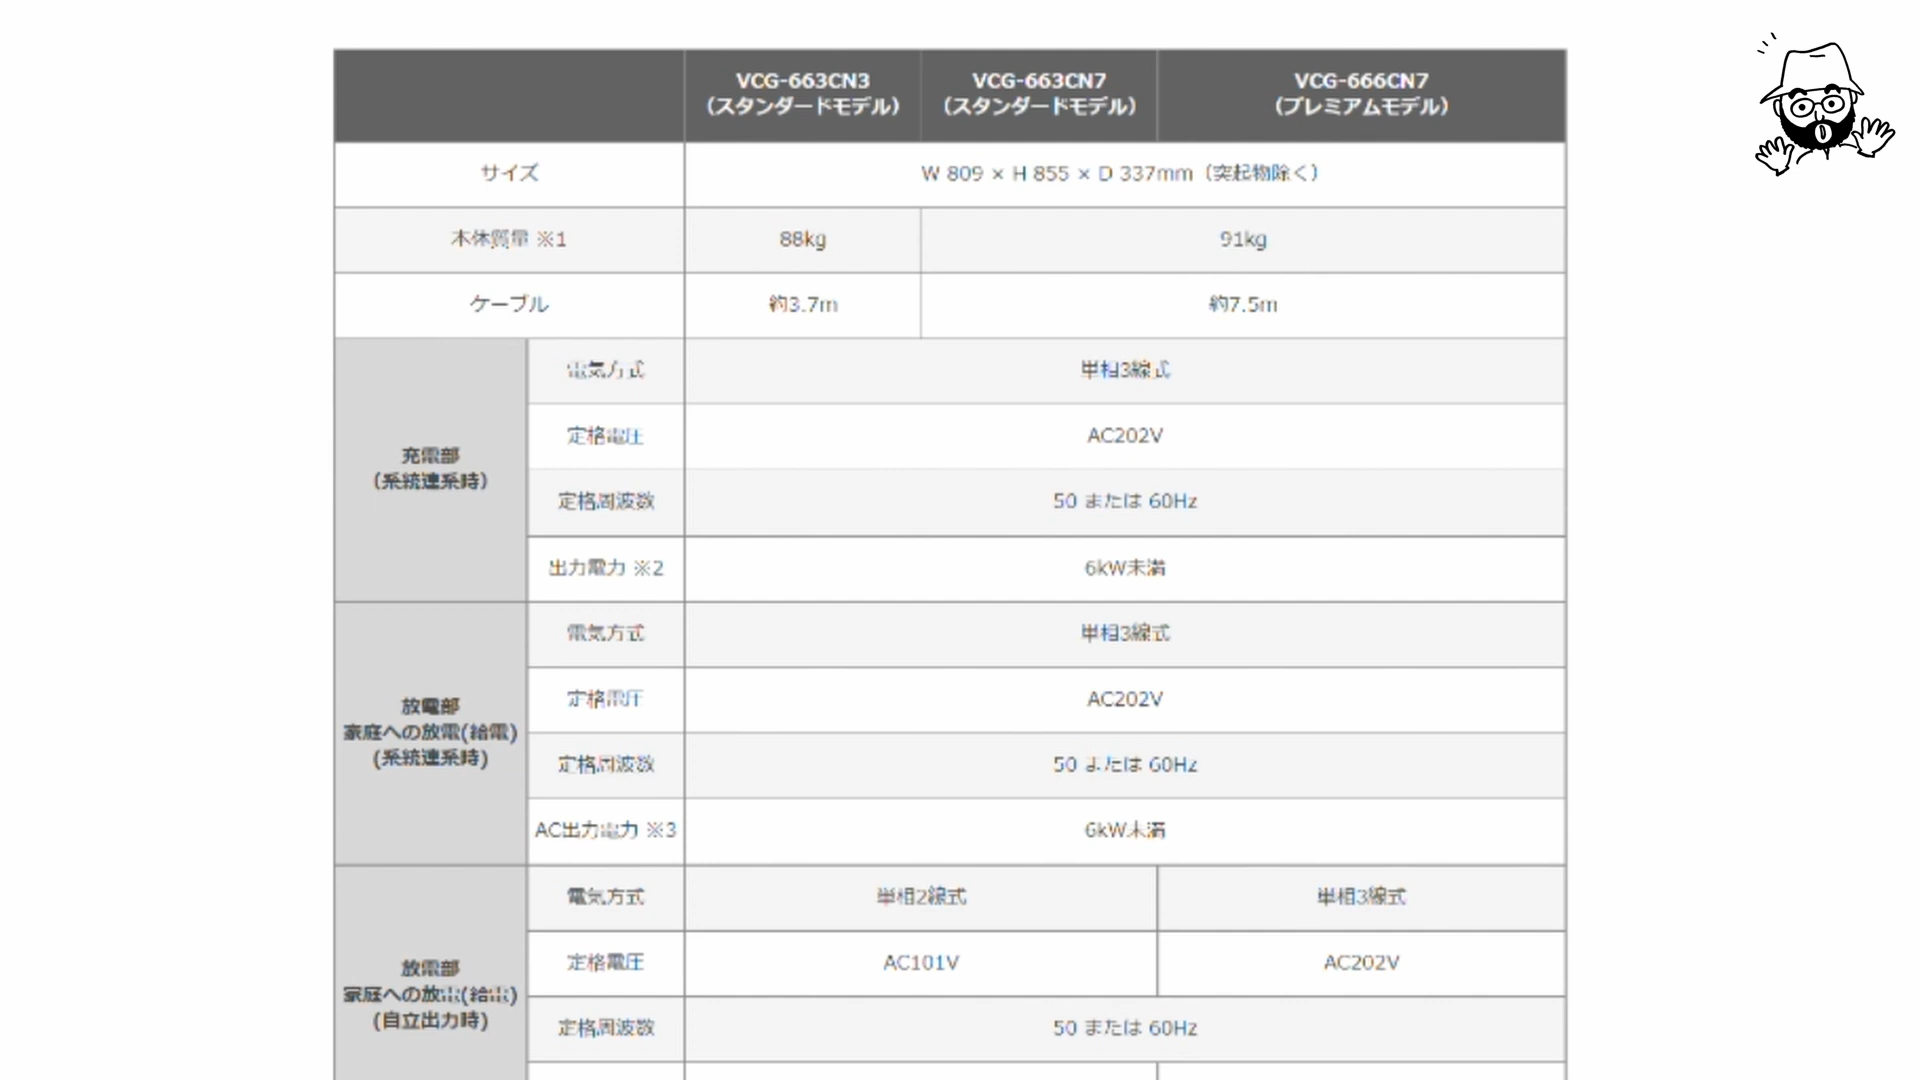 VCG-663CN3
（スタンダードモデル）
VCG-663CN7
（スタンダードモデル）
VCG-666CN7
（プレミアムモデル）
サイズ
W 809 × H 855 × D 337mm（突起物除く）
本体質量 ※1
88kg
91kg
ケーブル
約3.7m
約7.5m
充電部
（系統連系時）
電気方式
単相3線式
定格電圧
AC202V
定格周波数
50 または 60Hz
出力電力 ※2
6kW未満
放電部
家庭への放電(給電)
(系統連系時)
電気方式
単相3線式
定格電圧
AC202V
定格周波数
50 または 60Hz
AC出力電力 ※3
6kW未満
放電部
家庭への放電(給電)
(自立出力時)
電気方式
単相2線式
単相3線式
定格電圧
AC101V
AC202V
定格周波数
50 または 60Hz